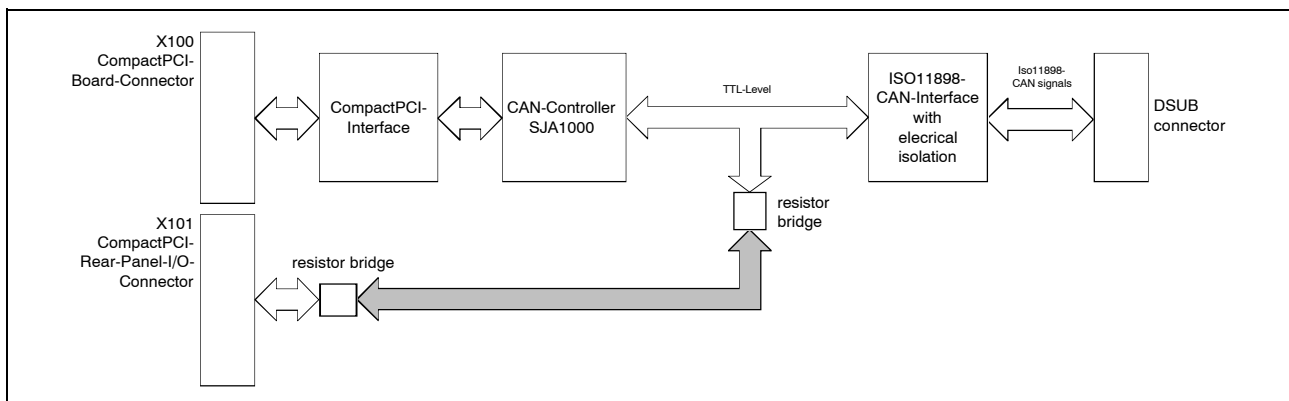 X100
CompactPCI-
Board-Connector
CompactPCI-
Interface
CAN-Controller
SJA1000
TTL-Level
ISO11898-
CAN-Interface
with
elecrical
isolation
Iso11898-
CAN signals
DSUB
connector
resistor
bridge
X101
CompactPCI-
Rear-Panel-I/O-
Connector
resistor bridge